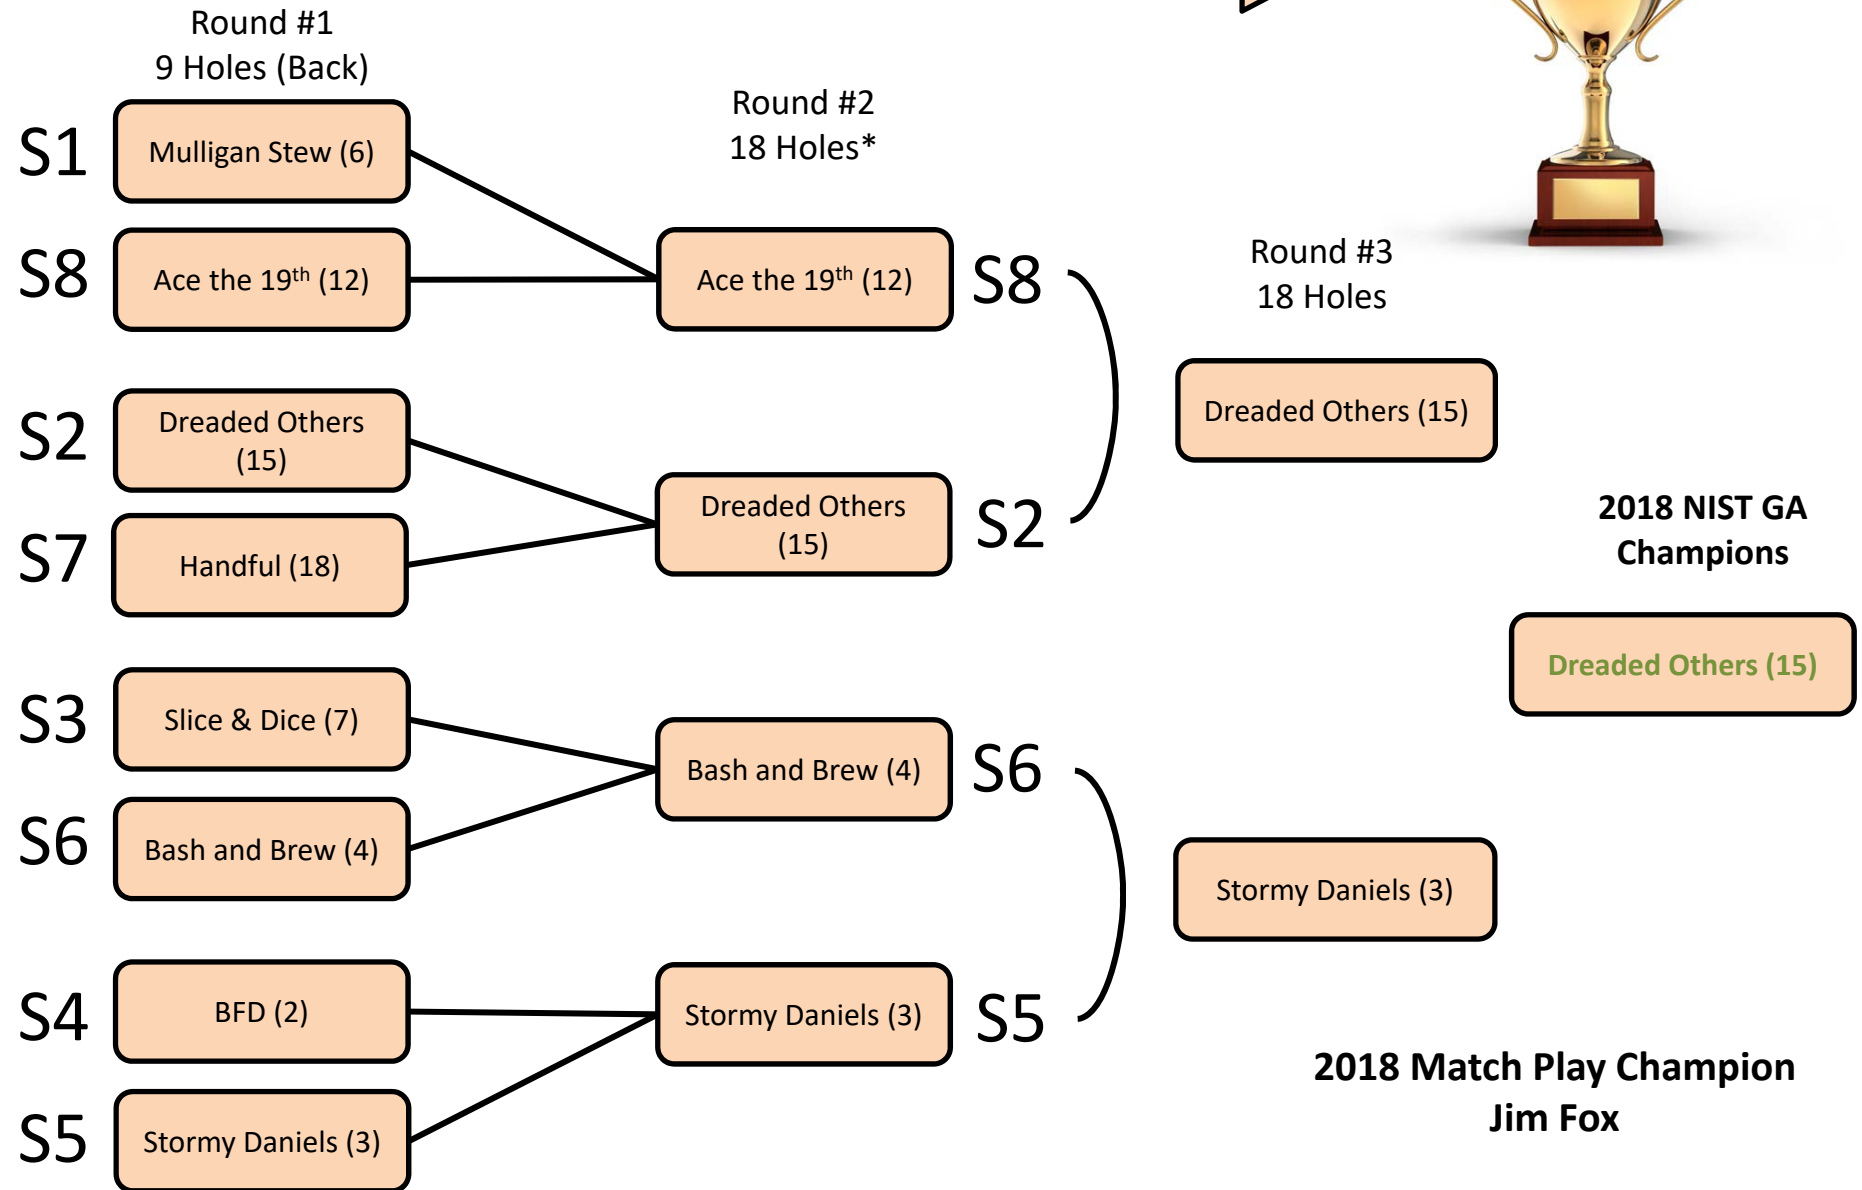 Round #1
9 Holes (Back)
S1
Mulligan Stew (6)
S8
Ace the 19th (12)
S2
Dreaded Others
(15)
S7
Handful (18)
S3
Slice & Dice (7)
S6
Bash and Brew (4)
S4
BFD (2)
S5
Stormy Daniels (3)
Round #2
18 Holes*
Ace the 19th (12)
S8
Dreaded Others
(15)
S2
Bash and Brew (4)
S6
Stormy Daniels (3)
S5
Round #3
18 Holes
Dreaded Others (15)
Stormy Daniels (3)
2018 NIST GA
Champions
Dreaded Others (15)
2018 Match Play Champion
Jim Fox